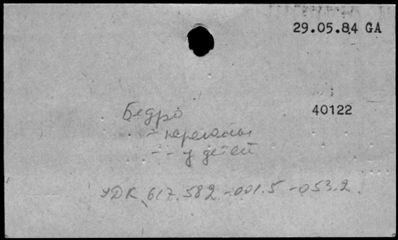 29.05.84 GA
Бедро
40122
- переломы
- - у детей
УДК 617.582-001.5-053.2